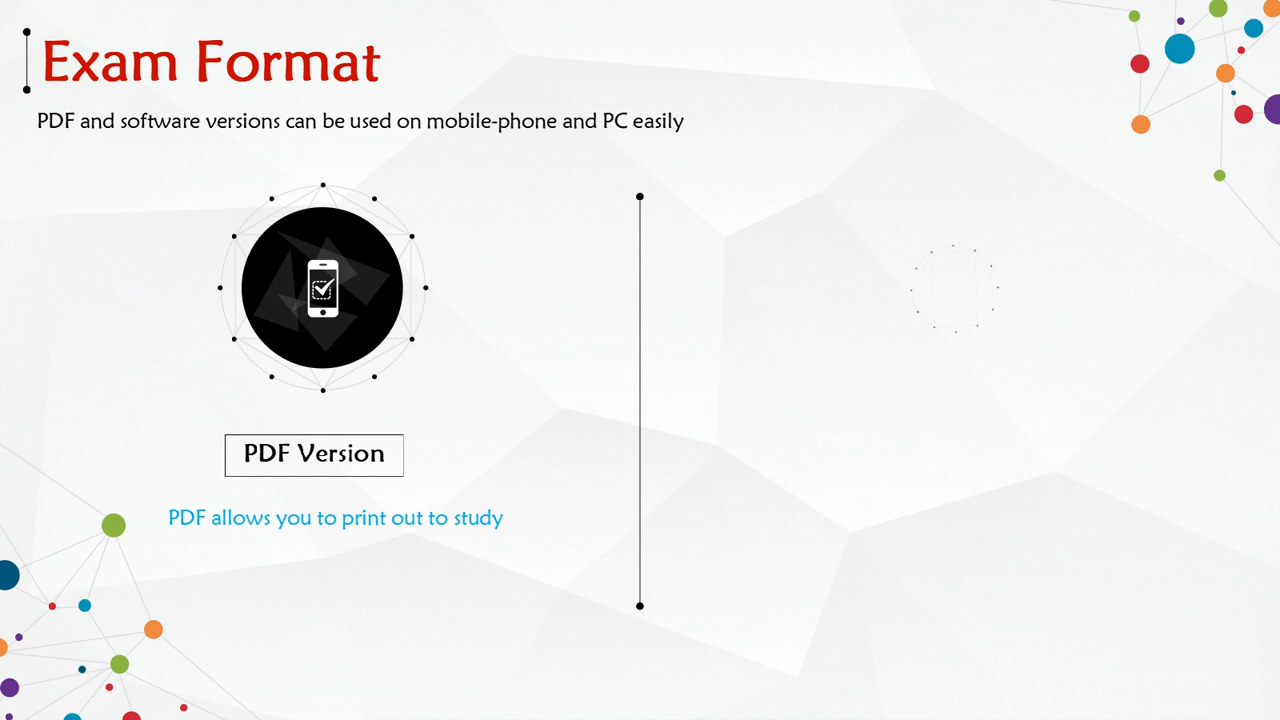 Exam Format
PDF and software versions can be used on mobile-phone and PC easily
PDF Version
PDF allows you to print out to study